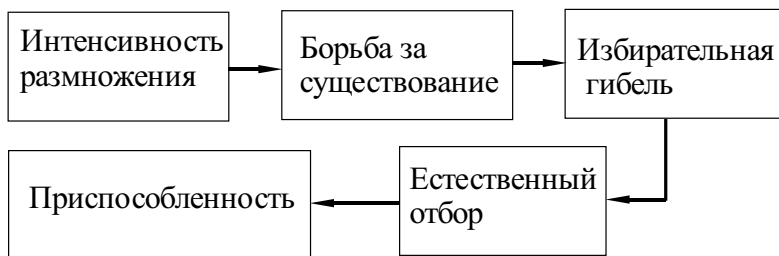 Интенсивность
размножения
Борьба за
существование
Избирательная
гибель
Естественный
отбор
Приспособленность